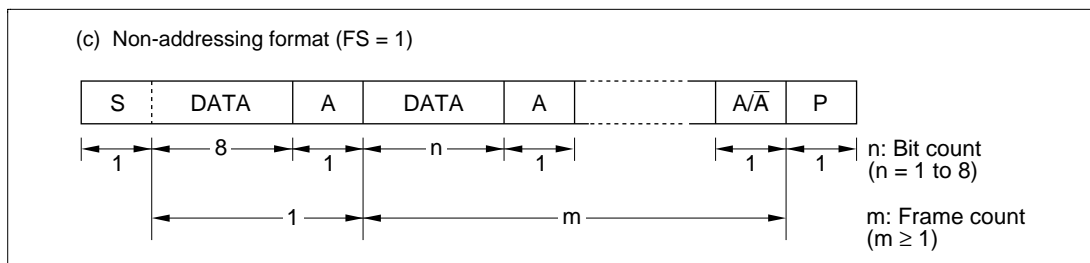 (c) Non-addressing format (FS = 1)
S DATA A DATA A A/A̅ P
1 8 1 n 1 1 1
n: Bit count
(n = 1 to 8)
1 m
m: Frame count
(m ≥ 1)